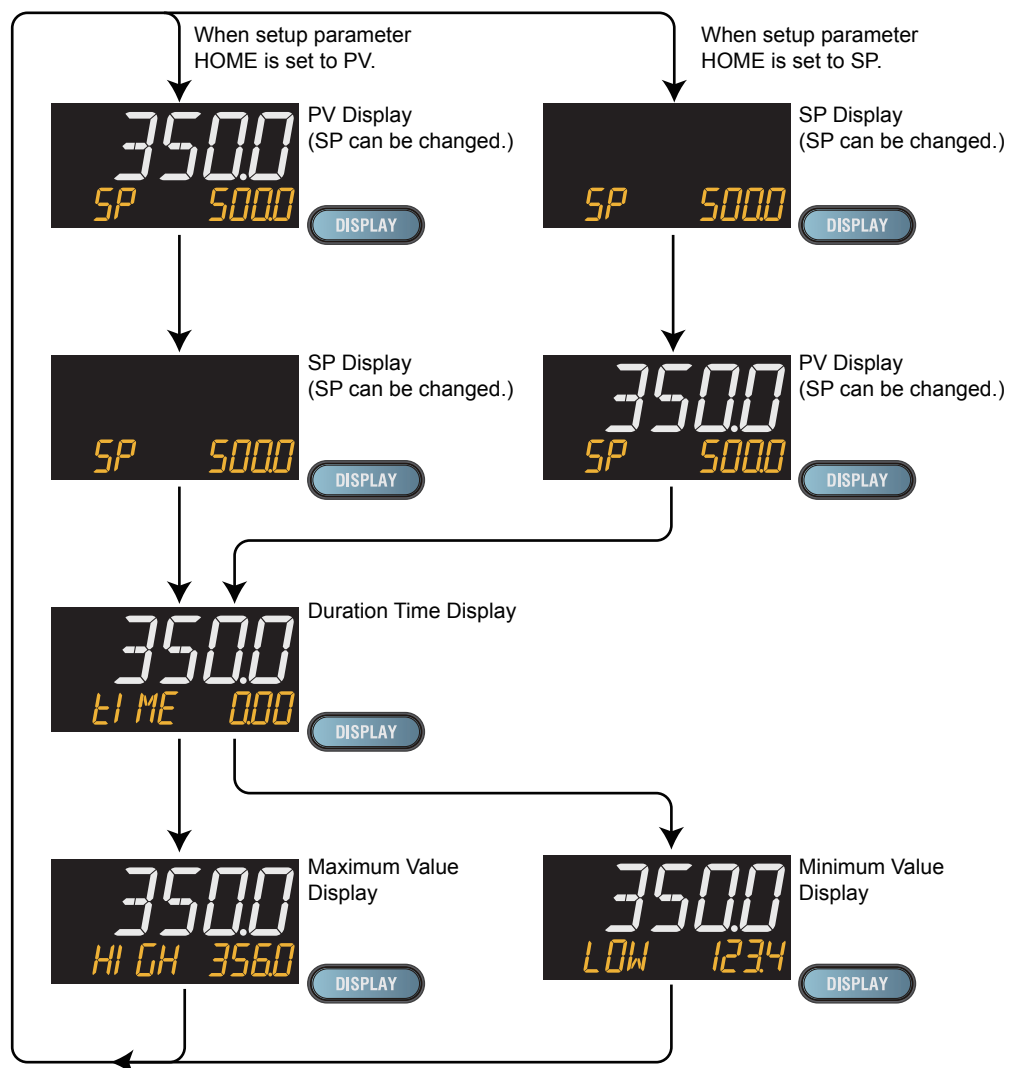 When setup parameter
HOME is set to PV.
When setup parameter
HOME is set to SP.
350.0
SP 500.0
PV Display
(SP can be changed.)
DISPLAY
SP 500.0
SP Display
(SP can be changed.)
DISPLAY
SP 500.0
SP Display
(SP can be changed.)
DISPLAY
350.0
SP 500.0
PV Display
(SP can be changed.)
DISPLAY
350.0
tIME 0.00
Duration Time Display
DISPLAY
350.0
HIGH 356.0
Maximum Value
Display
DISPLAY
350.0
LOW 123.4
Minimum Value
Display
DISPLAY